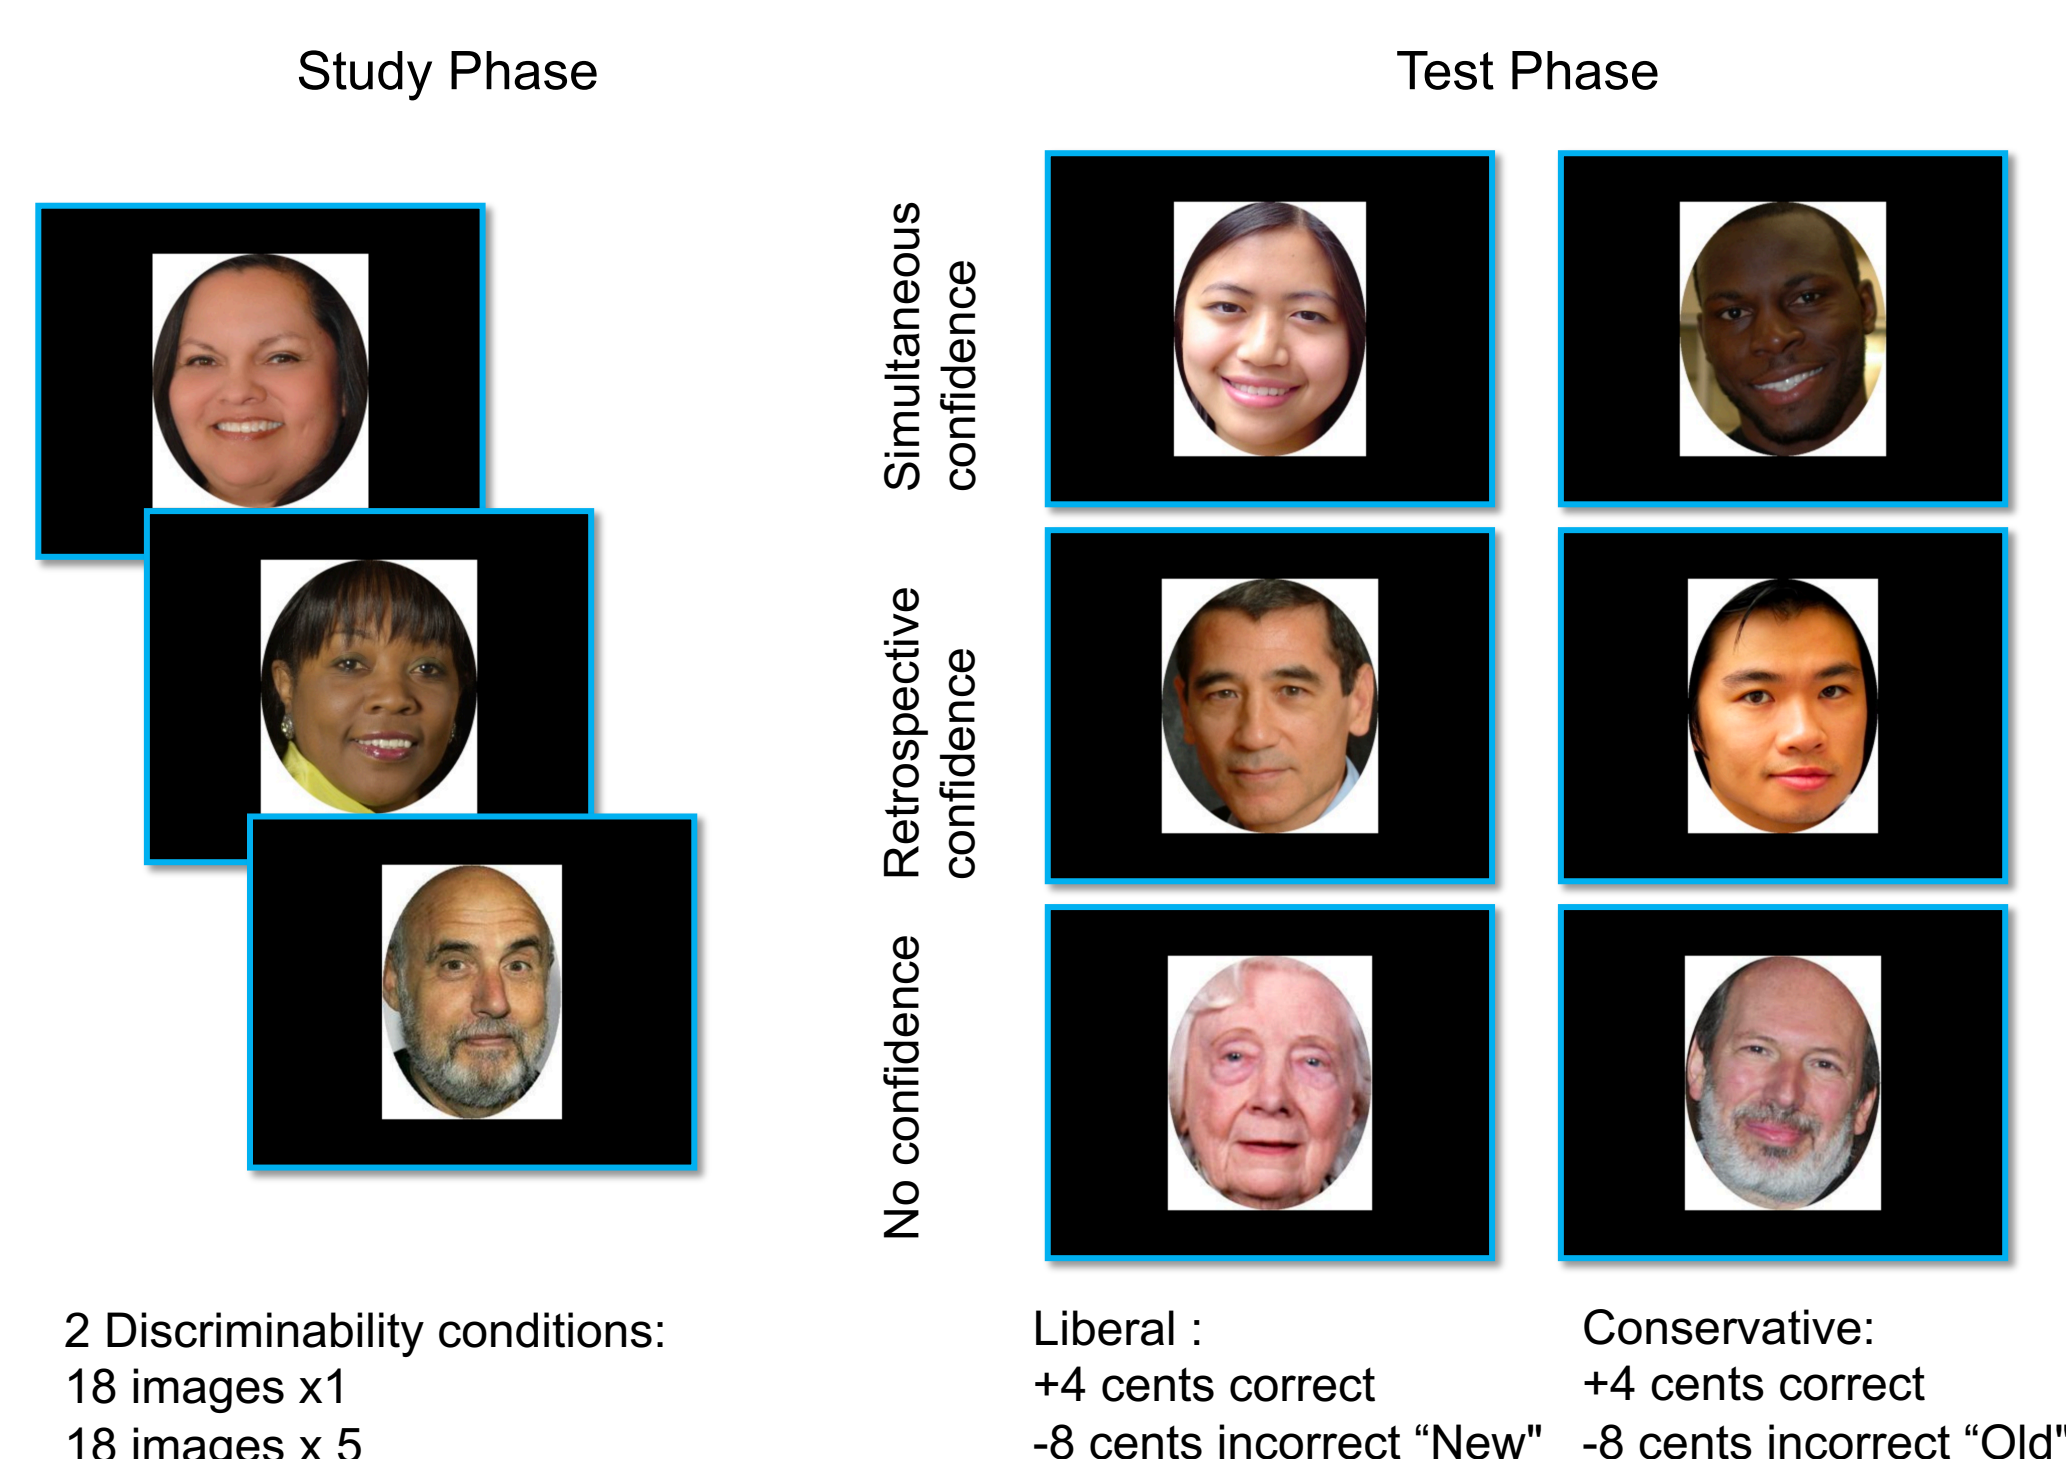 Study Phase
Test Phase
Simultaneous
confidence
Retrospective
confidence
No confidence
2 Discriminability conditions:
18 images x1
18 images x 5
Liberal :
+4 cents correct
-8 cents incorrect “New"
Conservative:
+4 cents correct
-8 cents incorrect “Old"